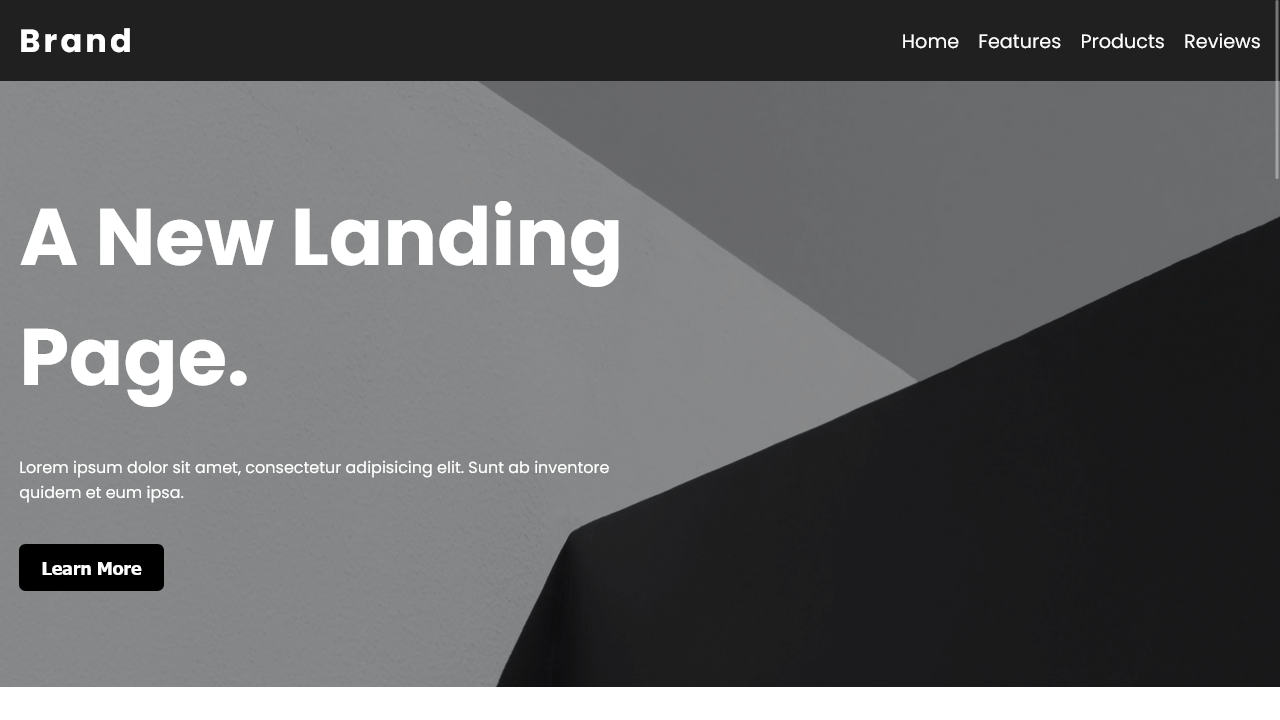 Brand
Home Features Products Reviews
A New Landing
Page.
Lorem ipsum dolor sit amet, consectetur adipisicing elit. Sunt ab inventore
quidem et eum ipsa.
Learn More